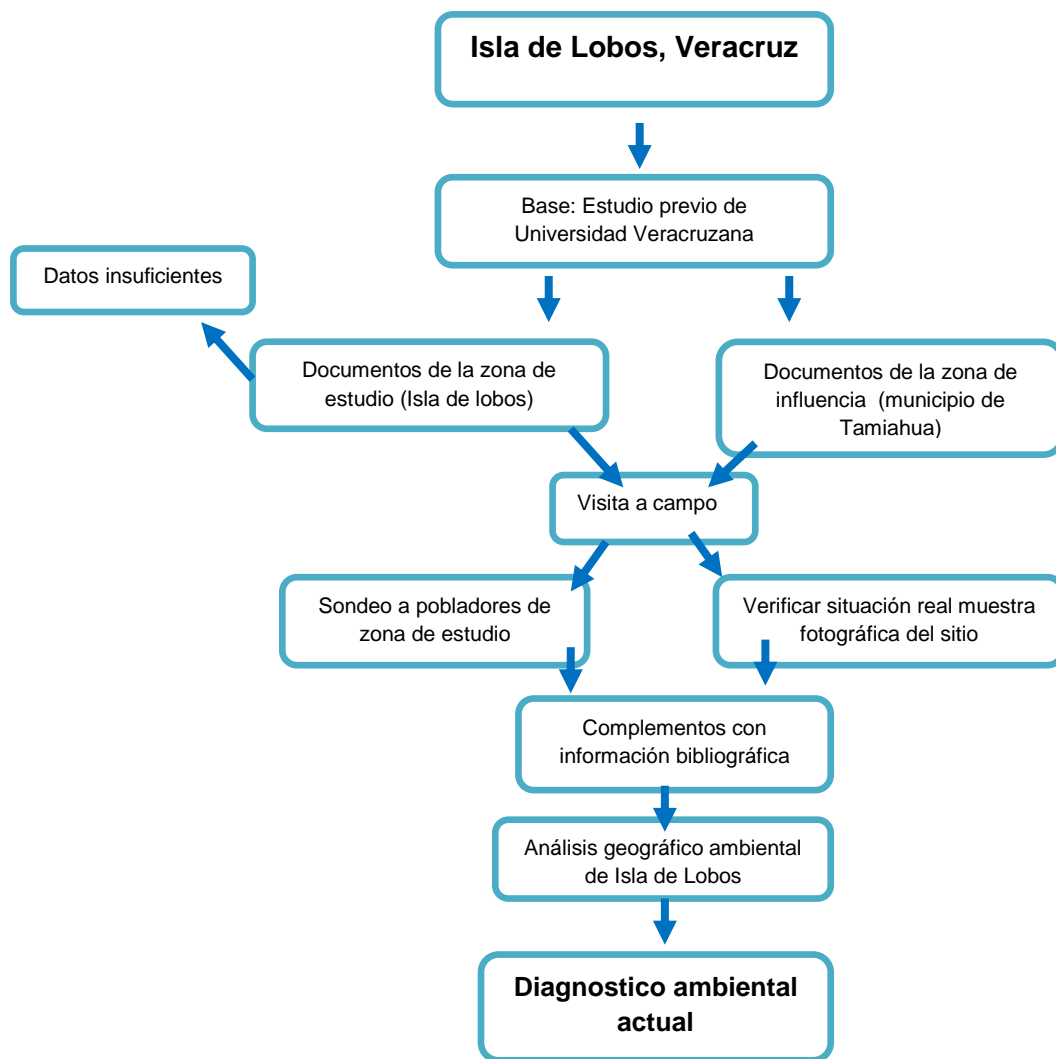 Isla de Lobos, Veracruz
Base: Estudio previo de
Universidad Veracruzana
Datos insuficientes
Documentos de la zona de
estudio (Isla de lobos)
Documentos de la zona de
influencia (municipio de
Tamiahua)
Visita a campo
Sondeo a pobladores de
zona de estudio
Verificar situación real muestra
fotográfica del sitio
Complementos con
información bibliográfica
Análisis geográfico ambiental
de Isla de Lobos
Diagnostico ambiental
actual